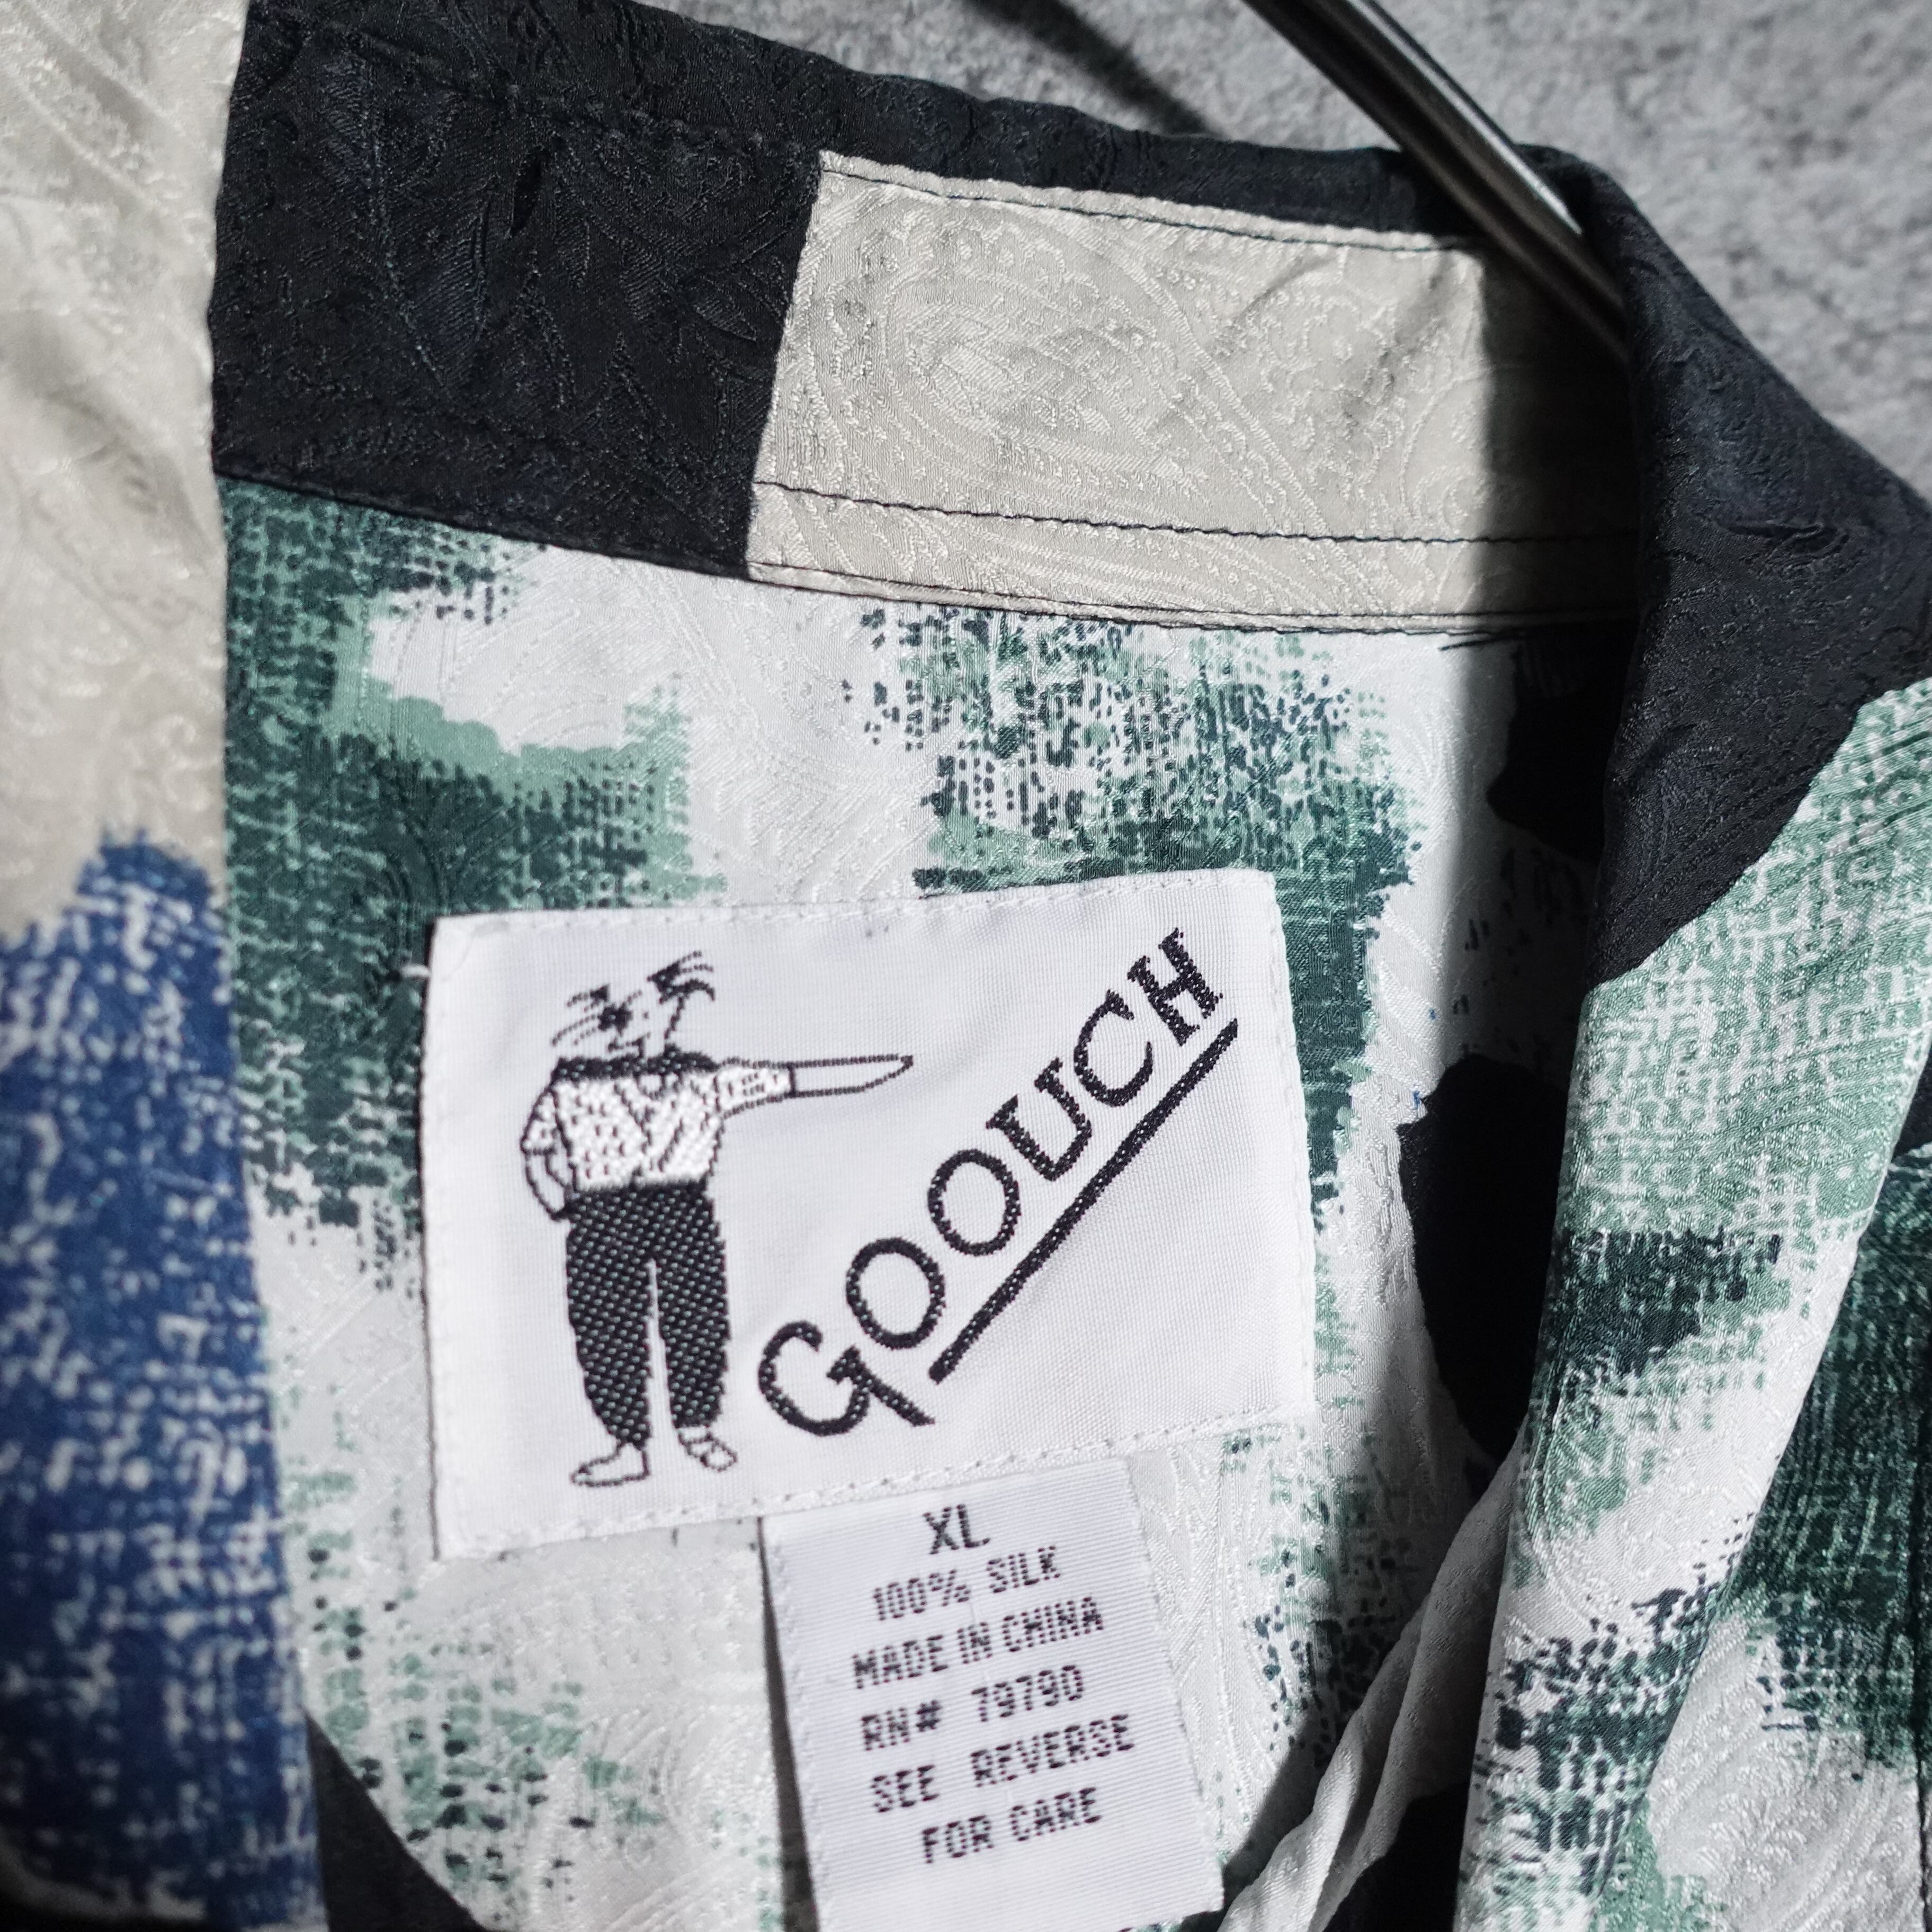 GOOUCH
XL
100% SILK
MADE IN CHINA
RN# 79790
SEE REVERSE
FOR CARE